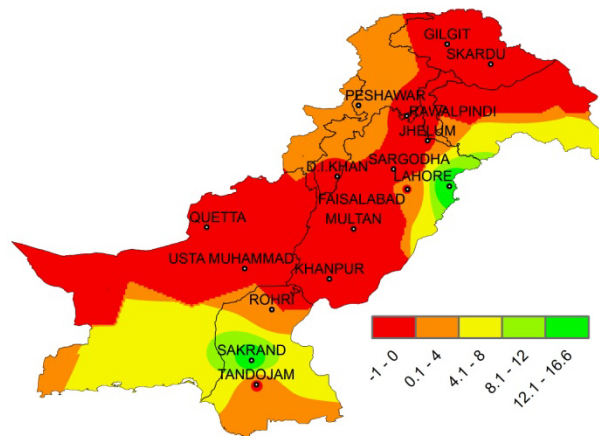 GILGIT
SKARDU
PESHAWAR
RAWALPINDI
JHELUM
SARGODHA
D.I.KHAN
LAHORE
FAISALABAD
QUETTA
MULTAN
USTA MUHAMMAD
KHANPUR
ROHRI
SAKRAND
TANDOJAM
-1 - 0
0.1 - 4
4.1 - 8
8.1 - 12
12.1 - 16.6